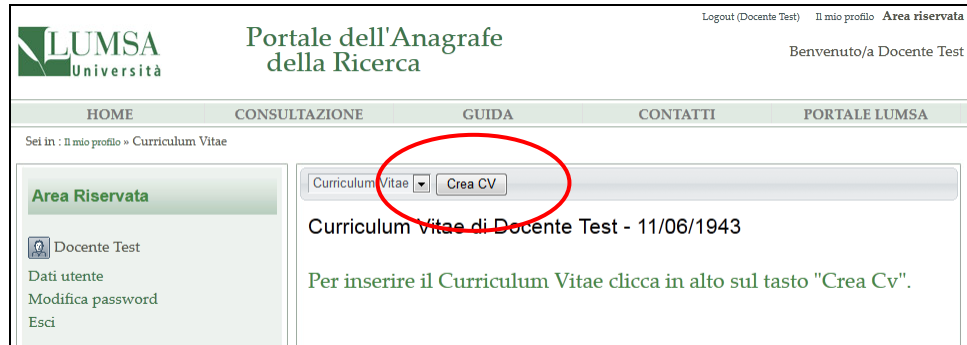 Logout (Docente Test) Il mio profilo Area riservata
LUMSA
Università
Portale dell'Anagrafe
della Ricerca
Benvenuto/a Docente Test
HOME CONSULTAZIONE GUIDA CONTATTI PORTALE LUMSA
Sei in : Il mio profilo » Curriculum Vitae
Area Riservata
Docente Test
Dati utente
Modifica password
Esci
Curriculum Vitae Crea CV
Curriculum Vitae di Docente Test - 11/06/1943
Per inserire il Curriculum Vitae clicca in alto sul tasto "Crea Cv".